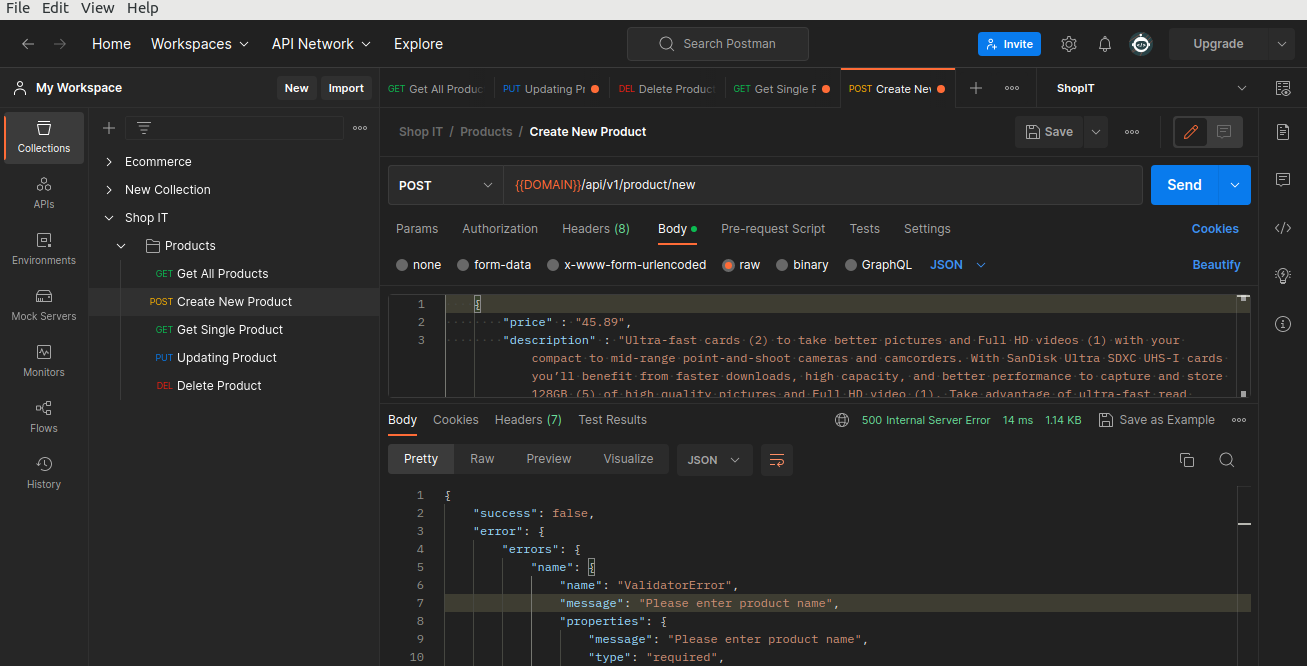 File Edit View Help
Home Workspaces API Network Explore Search Postman Invite Upgrade
My Workspace New Import GET Get All Produc PUT Updating Pr DEL Delete Product GET Get Single P POST Create New ShopIT
Collections
APIs
Environments
Mock Servers
Monitors
Flows
History
Ecommerce
New Collection
Shop IT
Products
GET Get All Products
POST Create New Product
GET Get Single Product
PUT Updating Product
DEL Delete Product
Shop IT / Products / Create New Product Save
POST {{DOMAIN}}/api/v1/product/new Send
Params Authorization Headers (8) Body Pre-request Script Tests Settings Cookies
none form-data x-www-form-urlencoded raw binary GraphQL JSON Beautify
1 {
2 "price" : "45.89",
3 "description" : "Ultra-fast cards (2) to take better pictures and Full HD videos (1) with your
compact to mid-range point-and-shoot cameras and camcorders. With SanDisk Ultra SDXC UHS-I cards
you’ll benefit from faster downloads, high capacity, and better performance to capture and store
128GB (5) of high quality pictures and Full HD video (1). Take advantage of ultra-fast read
Body Cookies Headers (7) Test Results 500 Internal Server Error 14 ms 1.14 KB Save as Example
Pretty Raw Preview Visualize JSON
1 {
2 "success": false,
3 "error": {
4 "errors": {
5 "name": {
6 "name": "ValidatorError",
7 "message": "Please enter product name",
8 "properties": {
9 "message": "Please enter product name",
10 "type": "required",